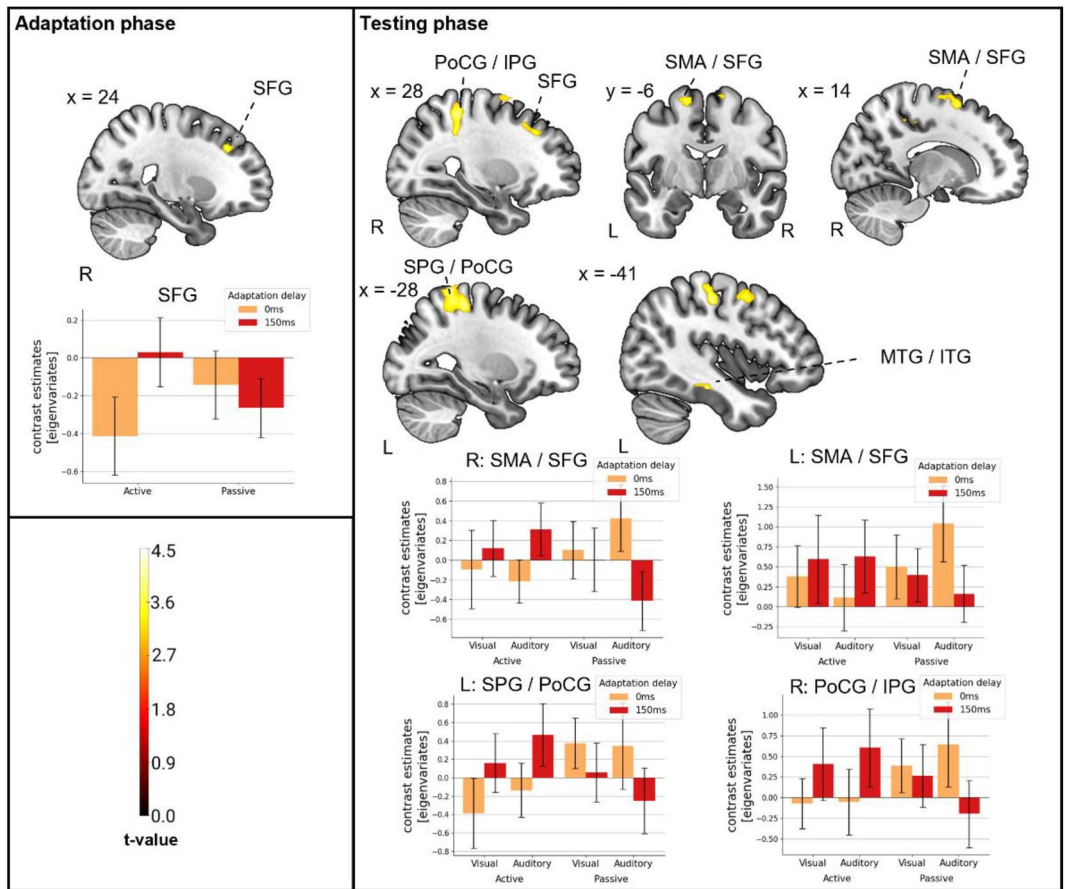 Adaptation phase
x = 24
SFG
R
SFG
Adaptation delay
0ms
150ms
contrast estimates
[eigenvariates]
0.2
0.0
−0.2
−0.4
−0.6
Active
Passive
4.5
3.6
2.7
1.8
0.9
0.0
t-value
Testing phase
PoCG / IPG
x = 28
SFG
R
SMA / SFG
y = -6
L
R
SMA / SFG
x = 14
R
SPG / PoCG
x = -28
L
x = -41
MTG / ITG
L
R: SMA / SFG
Adaptation delay
0ms
150ms
contrast estimates
[eigenvariates]
0.8
0.6
0.4
0.2
0.0
−0.2
−0.4
−0.6
Visual Auditory Visual Auditory
Active Passive
L: SMA / SFG
Adaptation delay
0ms
150ms
contrast estimates
[eigenvariates]
1.50
1.25
1.00
0.75
0.50
0.25
0.00
−0.25
Visual Auditory Visual Auditory
Active Passive
L: SPG / PoCG
Adaptation delay
0ms
150ms
contrast estimates
[eigenvariates]
0.8
0.6
0.4
0.2
0.0
−0.2
−0.4
−0.6
−0.8
Visual Auditory Visual Auditory
Active Passive
R: PoCG / IPG
Adaptation delay
0ms
150ms
contrast estimates
[eigenvariates]
1.00
0.75
0.50
0.25
0.00
−0.25
−0.50
Visual Auditory Visual Auditory
Active Passive